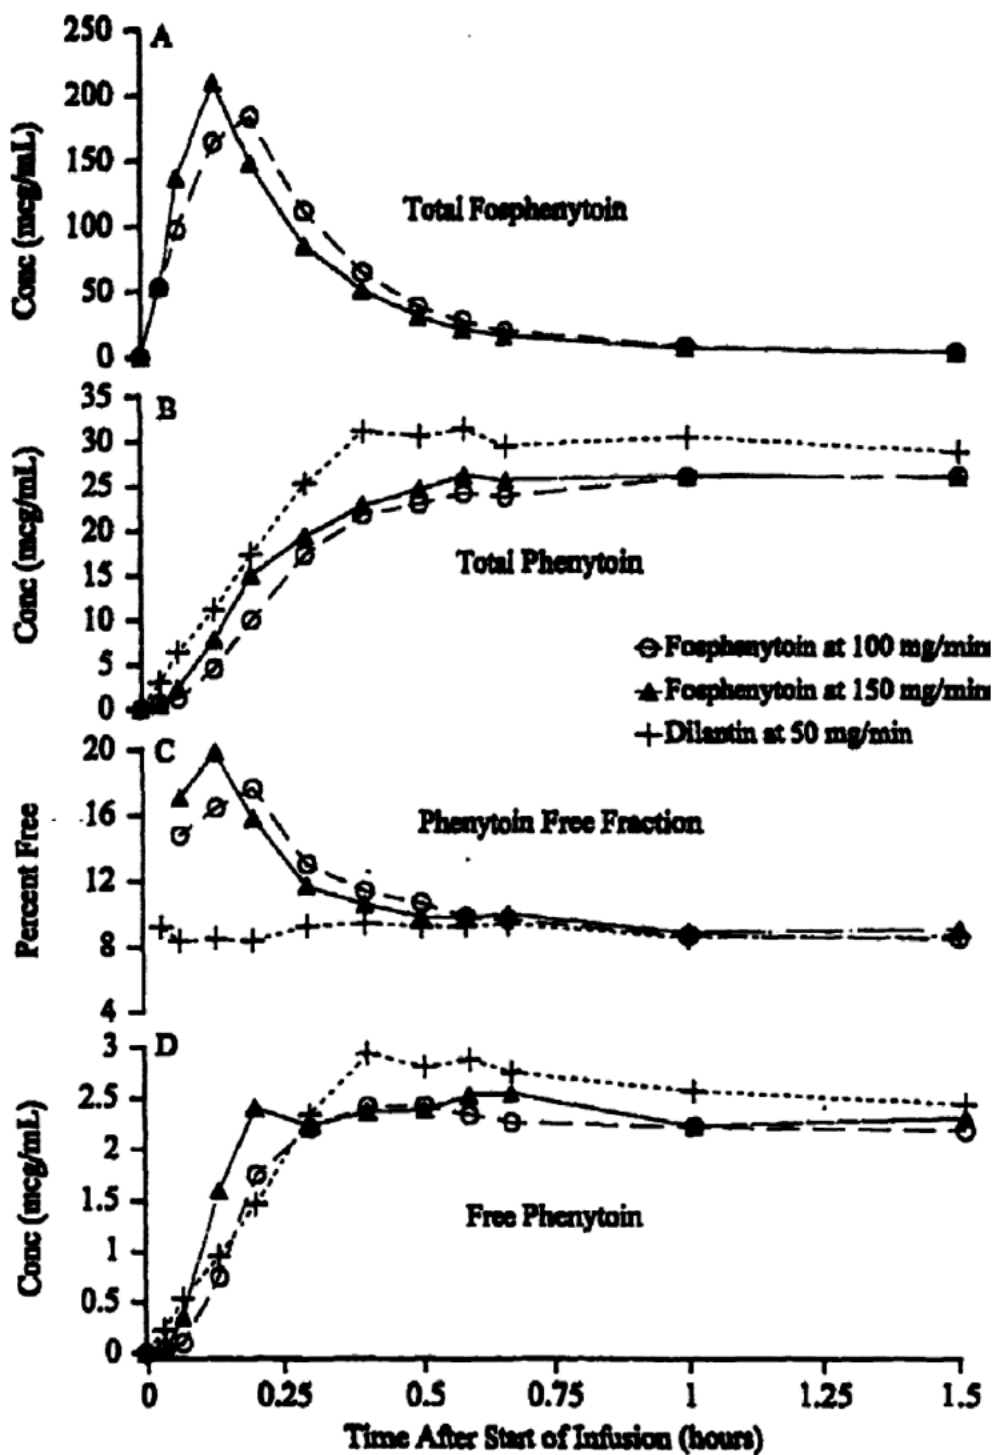 A
250
200
150
100
50
0
Conc (mcg/mL)
Total Fosphenytoin
B
35
30
25
20
15
10
5
0
Conc (mcg/mL)
Total Phenytoin
Fosphenytoin at 100 mg/min
Fosphenytoin at 150 mg/min
Dilantin at 50 mg/min
C
20
16
12
8
4
Percent Free
Phenytoin Free Fraction
D
3
2.5
2
1.5
1
0.5
0
Conc (mcg/mL)
Free Phenytoin
0 0.25 0.5 0.75 1 1.25 1.5
Time After Start of Infusion (hours)